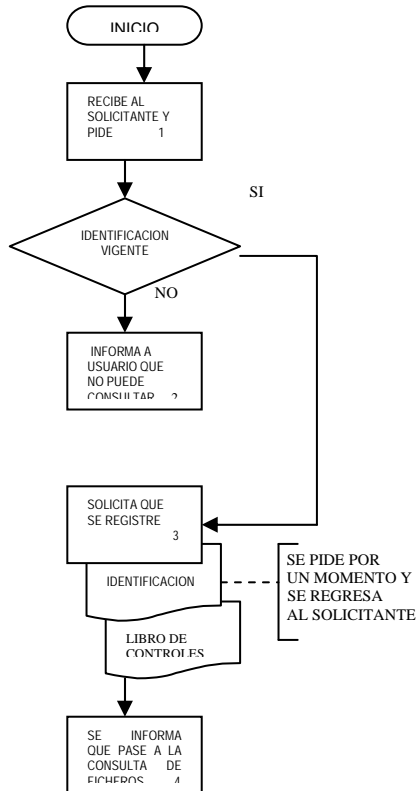 INICIO
RECIBE AL
SOLICITANTE Y
PIDE 1
SI
IDENTIFICACION
VIGENTE
NO
INFORMA A
USUARIO QUE
NO PUEDE
CONSULTAR 2
SOLICITA QUE
SE REGISTRE
3
IDENTIFICACION
SE PIDE POR
UN MOMENTO Y
SE REGRESA
AL SOLICITANTE
LIBRO DE
CONTROLES
SE INFORMA
QUE PASE A LA
CONSULTA DE
FICHEROS 4